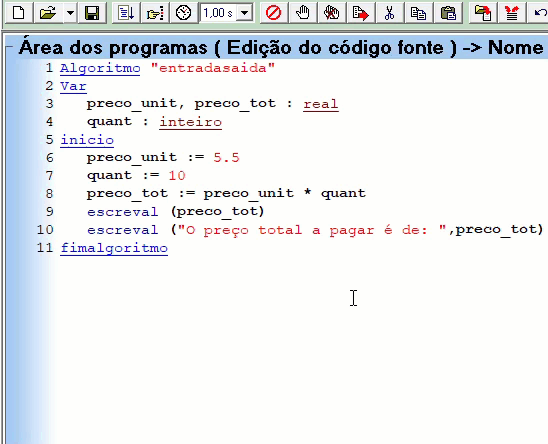 1,00 s
Área dos programas ( Edição do código fonte ) -> Nome
1 Algoritmo "entradasaida"
2 Var
3 preco_unit, preco_tot : real
4 quant : inteiro
5 inicio
6 preco_unit := 5.5
7 quant := 10
8 preco_tot := preco_unit * quant
9 escreval (preco_tot)
10 escreval ("O preço total a pagar é de: ",preco_tot)
11 fimalgoritmo